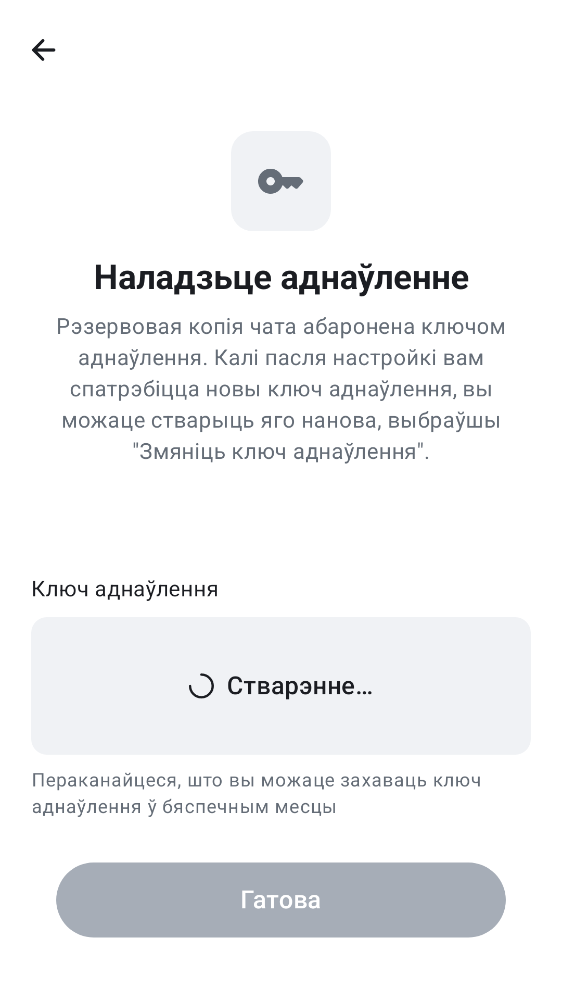 Наладзьце аднаўленне
Рэзервовая копія чата абаронена ключом
аднаўлення. Калі пасля настройкі вам
спатрэбіцца новы ключ аднаўлення, вы
можаце стварыць яго нанова, выбраўшы
"Змяніць ключ аднаўлення".
Ключ аднаўлення
Стварэнне…
Пераканайцеся, што вы можаце захаваць ключ
аднаўлення ў бяспечным месцы
Гатова